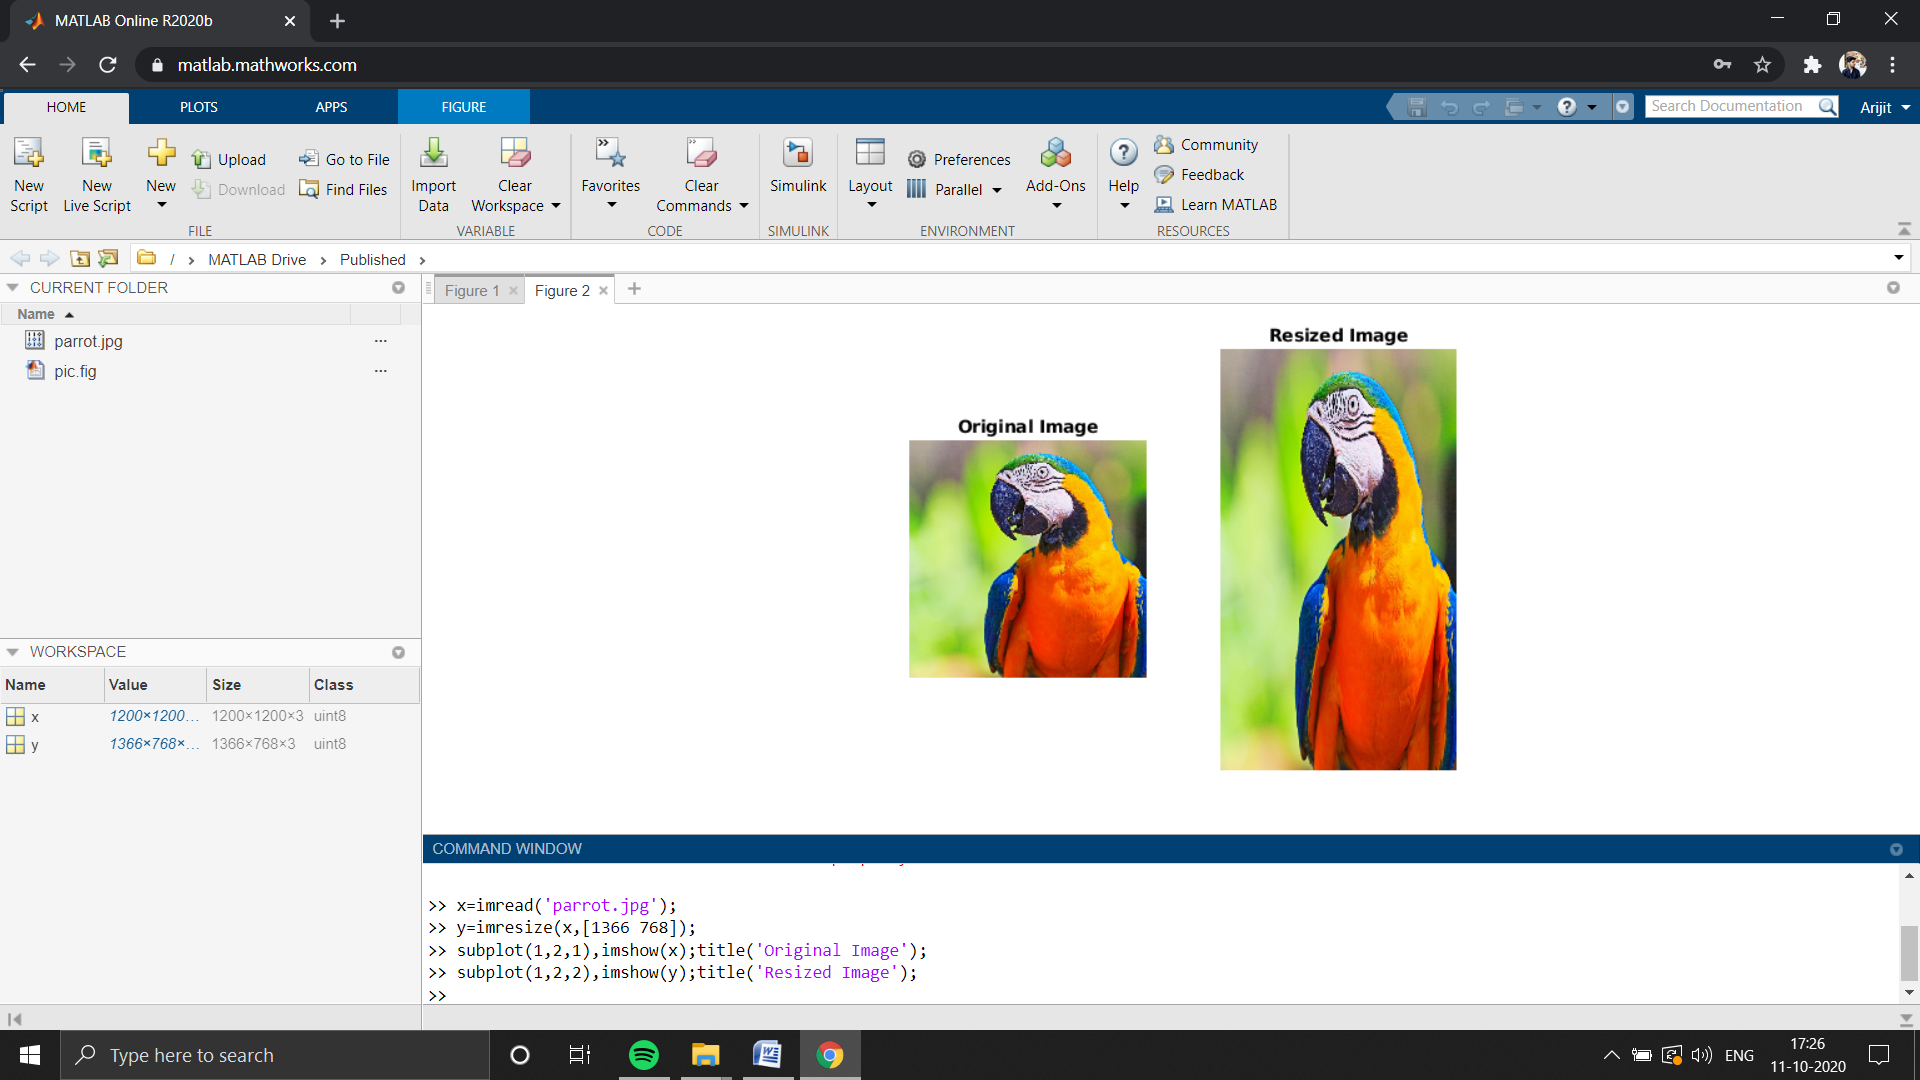 MATLAB Online R2020b
matlab.mathworks.com
HOME PLOTS APPS FIGURE
Search Documentation Arijit
New Script
New Live Script
New
Upload
Download
Go to File
Find Files
FILE
Import Data
Clear Workspace
VARIABLE
Favorites
Clear Commands
CODE
Simulink
SIMULINK
Layout
Preferences
Parallel
Add-Ons
ENVIRONMENT
Help
Community
Feedback
Learn MATLAB
RESOURCES
/ › MATLAB Drive › Published ›
CURRENT FOLDER
Name
parrot.jpg ...
pic.fig ...
WORKSPACE
Name Value Size Class
x 1200×1200... 1200×1200×3 uint8
y 1366×768×... 1366×768×3 uint8
Figure 1 Figure 2
Original Image
Resized Image
COMMAND WINDOW
>> x=imread('parrot.jpg');
>> y=imresize(x,[1366 768]);
>> subplot(1,2,1),imshow(x);title('Original Image');
>> subplot(1,2,2),imshow(y);title('Resized Image');
>>
Type here to search
ENG
17:26
11-10-2020